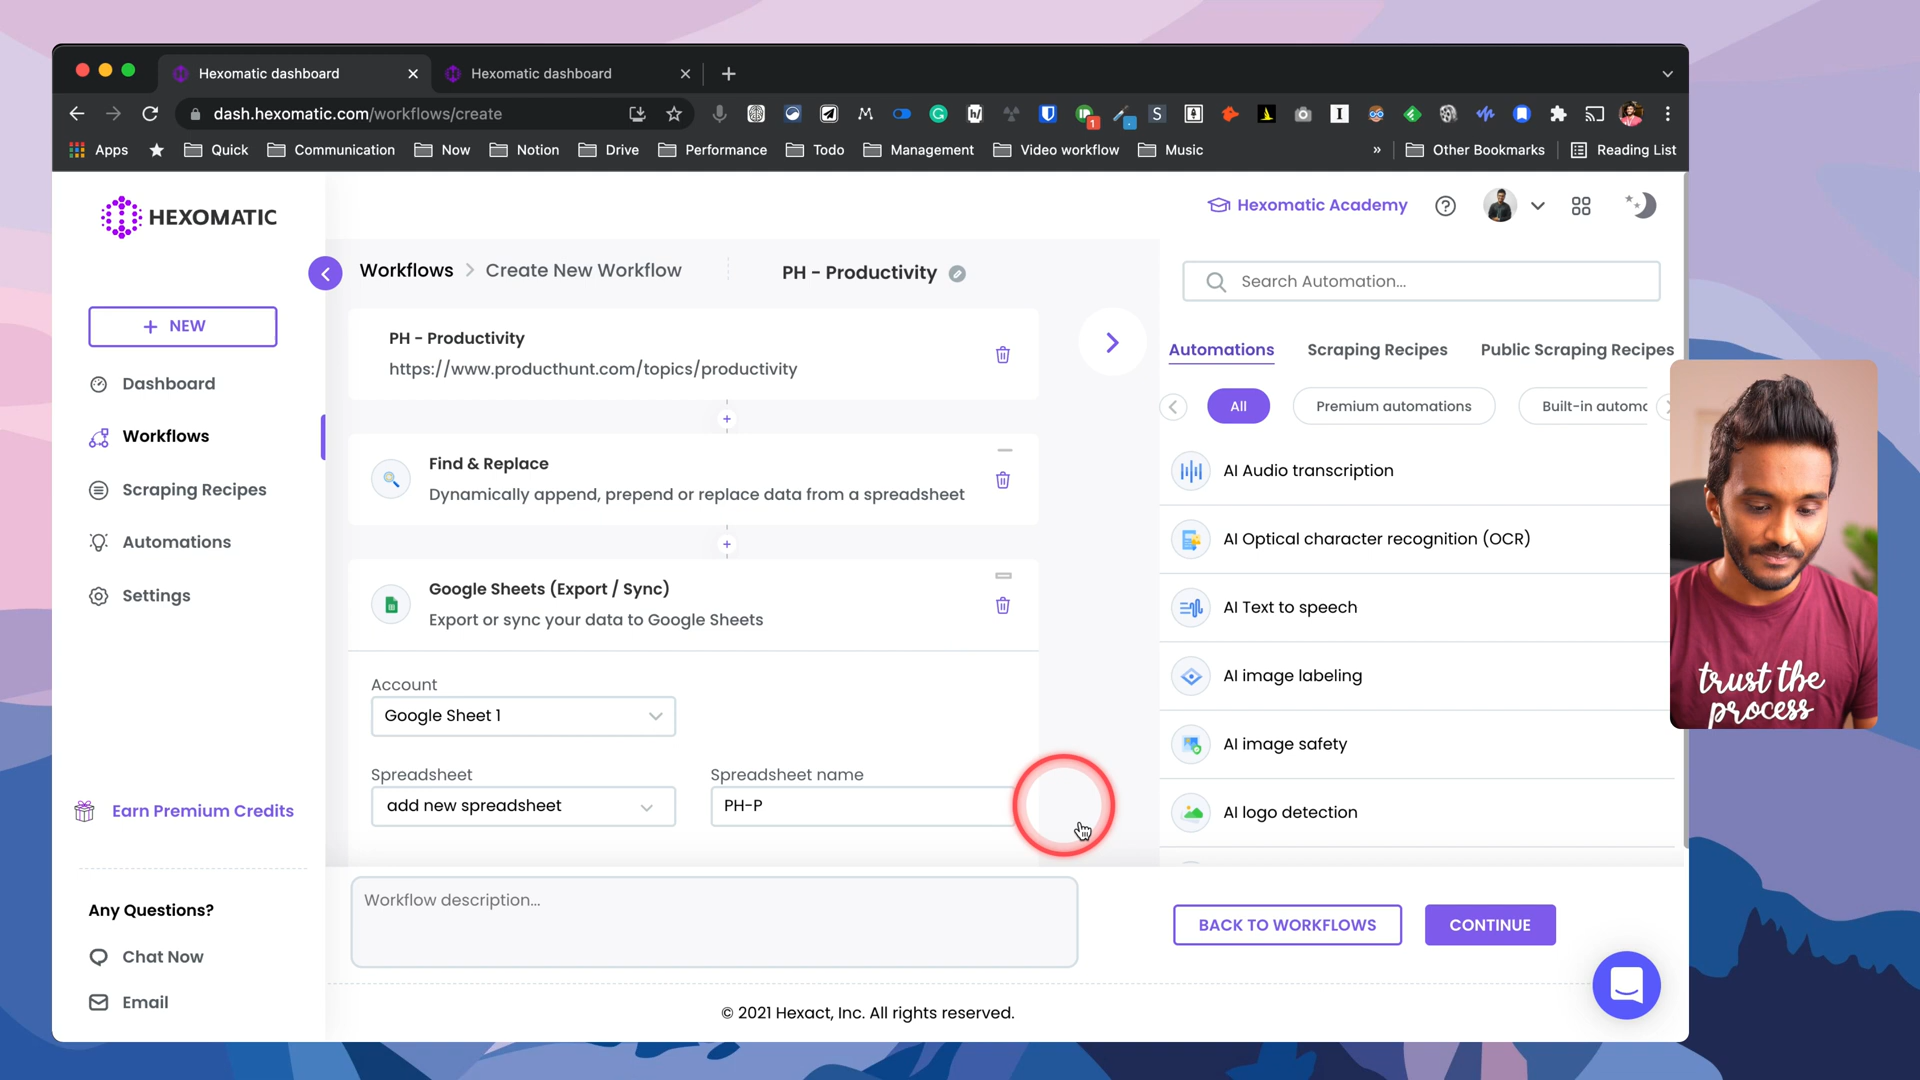 Hexomatic dashboard
Hexomatic dashboard
dash.hexomatic.com/workflows/create
Apps
Quick
Communication
Now
Notion
Drive
Performance
Todo
Management
Video workflow
Music
»
Other Bookmarks
Reading List
HEXOMATIC
Hexomatic Academy
Workflows > Create New Workflow
PH - Productivity
Search Automation...
+ NEW
Dashboard
Workflows
Scraping Recipes
Automations
Settings
Earn Premium Credits
Any Questions?
Chat Now
Email
PH - Productivity
https://www.producthunt.com/topics/productivity
Find & Replace
Dynamically append, prepend or replace data from a spreadsheet
Google Sheets (Export / Sync)
Export or sync your data to Google Sheets
Account
Google Sheet 1
Spreadsheet
add new spreadsheet
Spreadsheet name
PH-P
Automations
Scraping Recipes
Public Scraping Recipes
All
Premium automations
Built-in automa
AI Audio transcription
AI Optical character recognition (OCR)
AI Text to speech
AI image labeling
AI image safety
AI logo detection
trust the
process
Workflow description...
BACK TO WORKFLOWS
CONTINUE
© 2021 Hexact, Inc. All rights reserved.